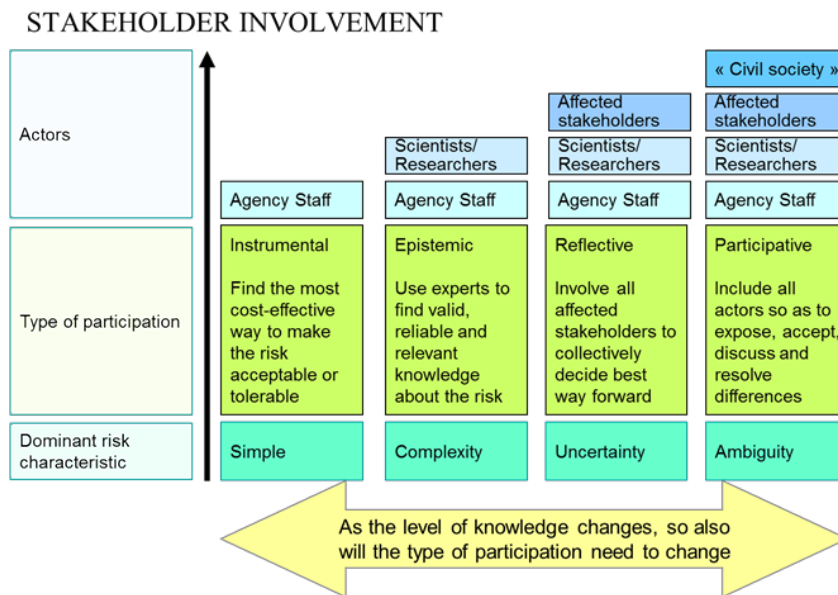 STAKEHOLDER INVOLVEMENT
Actors
« Civil society »
Affected
stakeholders
Affected
stakeholders
Scientists/
Researchers
Scientists/
Researchers
Scientists/
Researchers
Agency Staff
Agency Staff
Agency Staff
Agency Staff
Type of participation
Instrumental
Find the most
cost-effective
way to make
the risk
acceptable or
tolerable
Epistemic
Use experts to
find valid,
reliable and
relevant
knowledge
about the risk
Reflective
Involve all
affected
stakeholders to
collectively
decide best
way forward
Participative
Include all
actors so as to
expose, accept,
discuss and
resolve
differences
Dominant risk
characteristic
Simple
Complexity
Uncertainty
Ambiguity
As the level of knowledge changes, so also
will the type of participation need to change